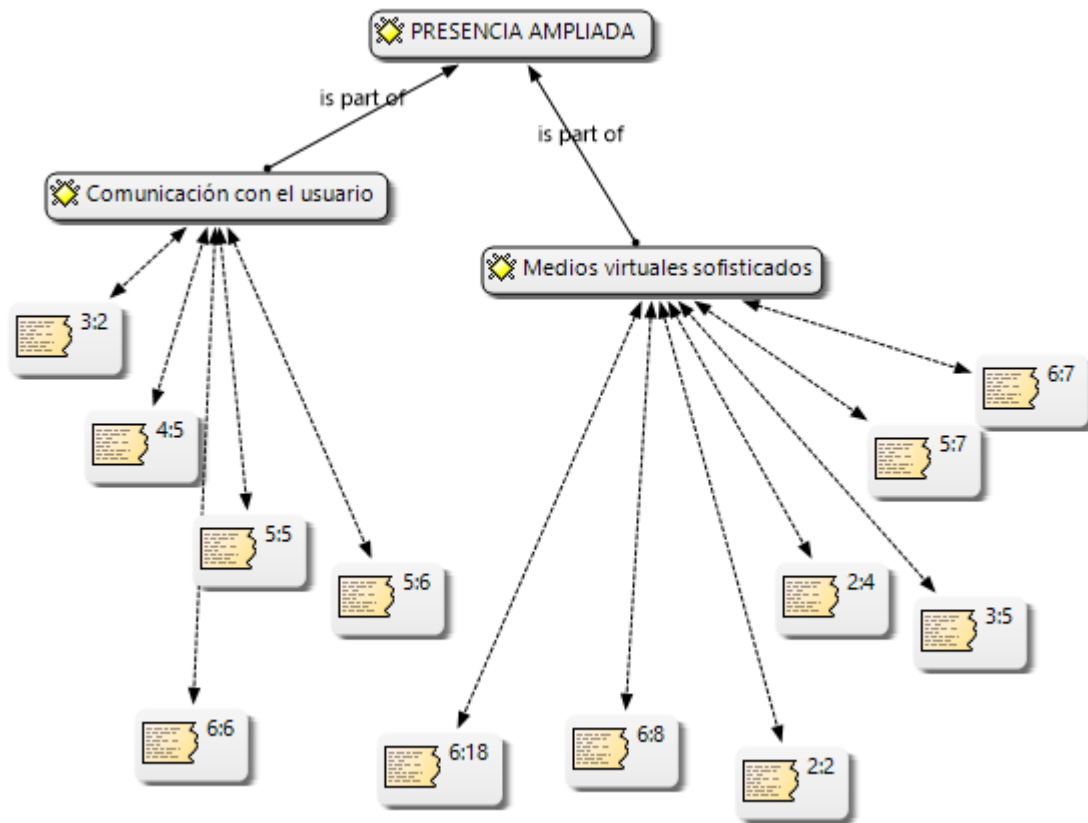 PRESENCIA AMPLIADA
is part of
is part of
Comunicación con el usuario
Medios virtuales sofisticados
3:2
6:7
4:5
5:7
5:5
5:6
2:4
3:5
6:6
6:18
6:8
2:2